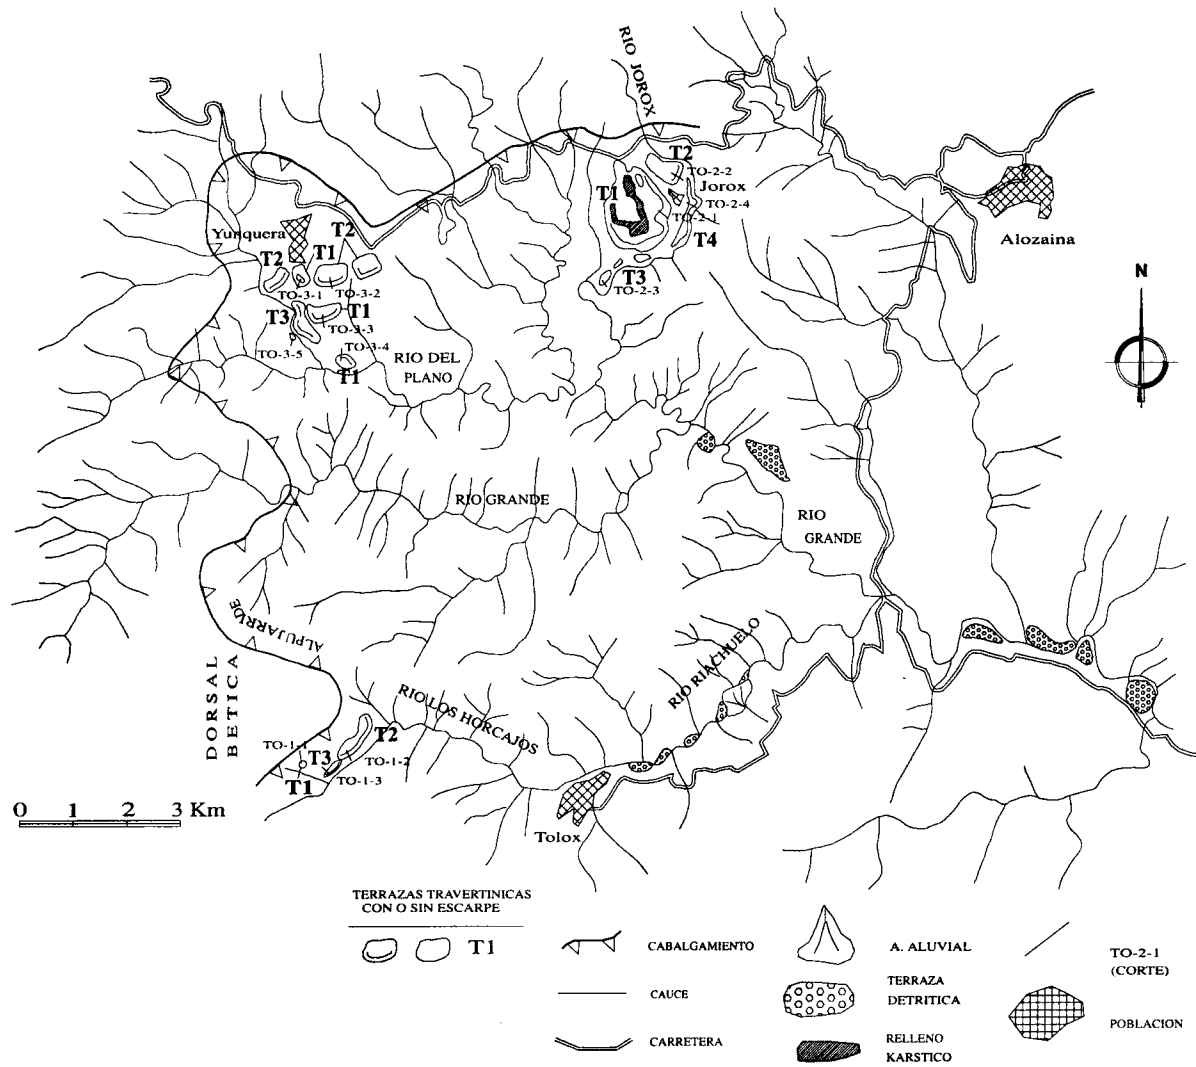 RIO JOROX
T2
TO-2-2
Jorox
T1
TO-2-4
TO-2-1
T4
T3
TO-2-3
Alozaina
Yunquera
T2
T1
T2
TO-3-1
TO-3-2
T3
T1
TO-3-3
TO-3-4
TO-3-5
T1
RIO DEL
PLANO
N
RIO GRANDE
RIO
GRANDE
ALPUJARRIDE
DORSAL
BETICA
RIO LOS HORCAJOS
RIO RIACHUELO
TO-1-1
T2
T3
TO-1-2
TO-1-3
T1
Tolox
0 1 2 3 Km
TERRAZAS TRAVERTINICAS
CON O SIN ESCARPE
T1
CABALGAMIENTO
CAUCE
CARRETERA
A. ALUVIAL
TERRAZA
DETRITICA
RELLENO
KARSTICO
TO-2-1
(CORTE)
POBLACION